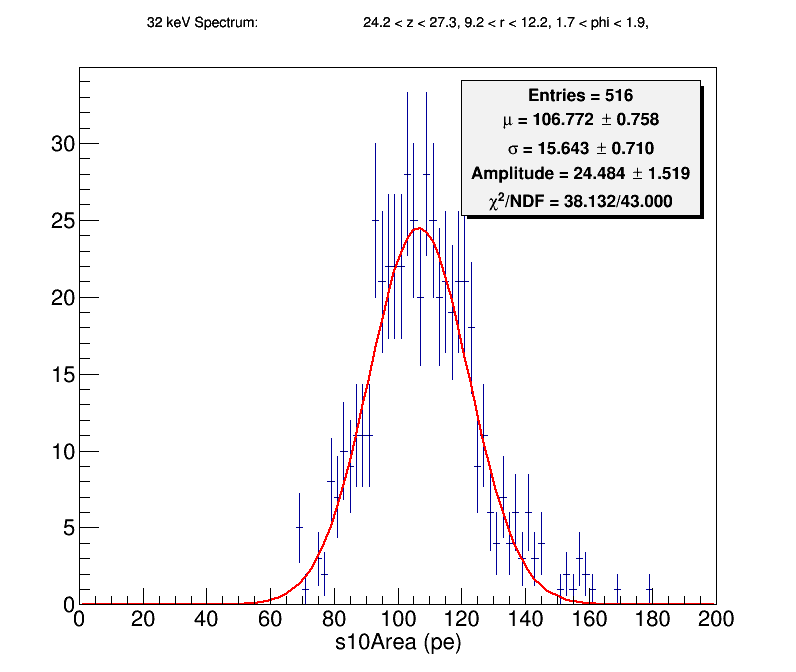 32 keV Spectrum: 24.2 < z < 27.3, 9.2 < r < 12.2, 1.7 < phi < 1.9,
Entries = 516
μ = 106.772 ± 0.758
σ = 15.643 ± 0.710
Amplitude = 24.484 ± 1.519
χ²/NDF = 38.132/43.000
30
25
20
15
10
5
0
0 20 40 60 80 100 120 140 160 180 200
s10Area (pe)